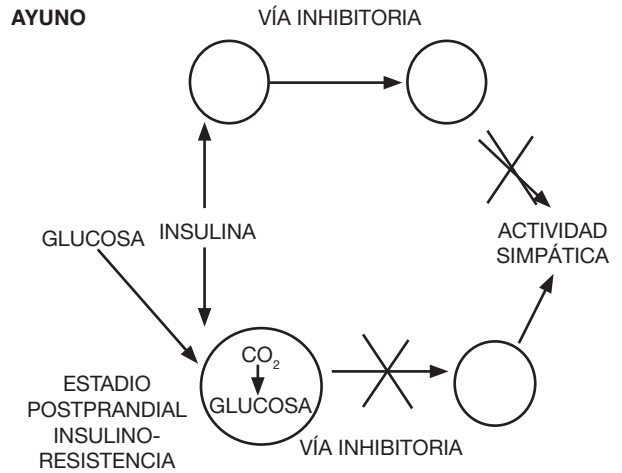 AYUNO
VÍA INHIBITORIA
GLUCOSA
INSULINA
ACTIVIDAD
SIMPÁTICA
CO2
GLUCOSA
ESTADIO
POSTPRANDIAL
INSULINO-
RESISTENCIA
VÍA INHIBITORIA